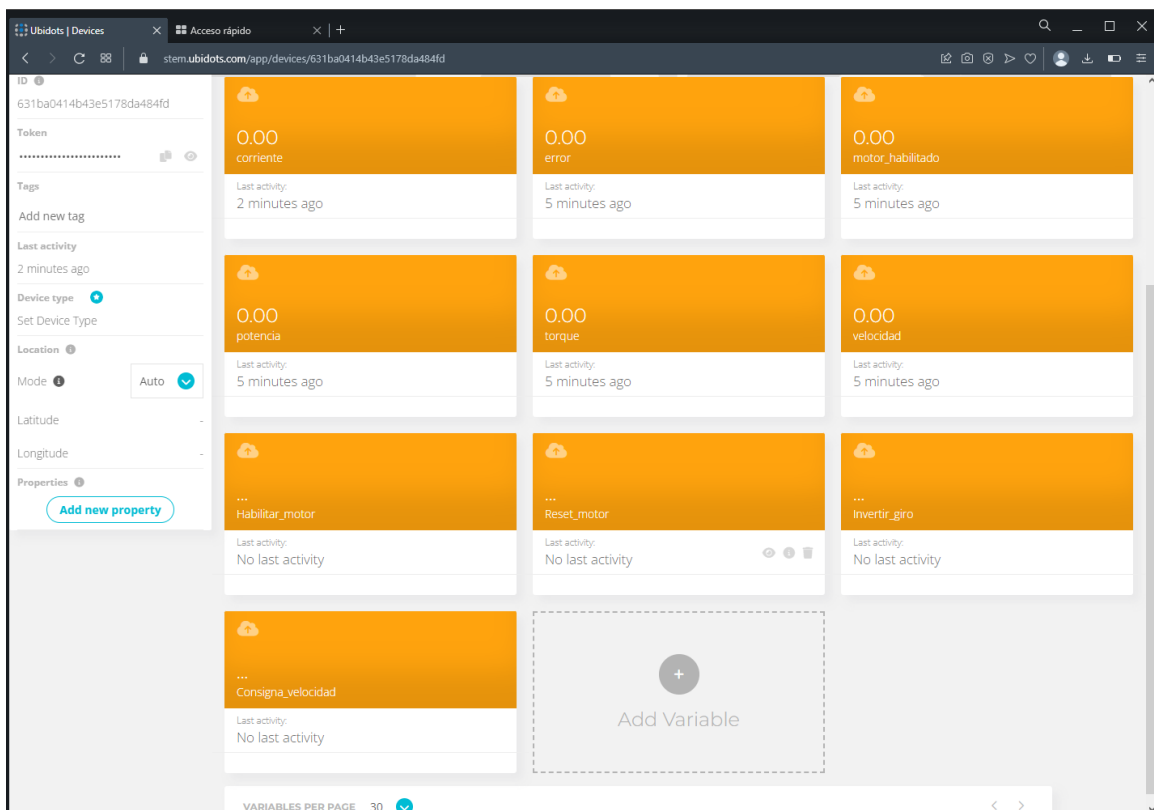 Ubidots | Devices
Acceso rápido
stem.ubidots.com/app/devices/631ba0414b43e5178da484fd
ID
631ba0414b43e5178da484fd
Token
························
Tags
Add new tag
Last activity
2 minutes ago
Device type
Set Device Type
Location
Mode
Auto
Latitude
-
Longitude
-
Properties
Add new property
0.00
corriente
Last activity:
2 minutes ago
0.00
error
Last activity:
5 minutes ago
0.00
motor_habilitado
Last activity:
5 minutes ago
0.00
potencia
Last activity:
5 minutes ago
0.00
torque
Last activity:
5 minutes ago
0.00
velocidad
Last activity:
5 minutes ago
...
Habilitar_motor
Last activity:
No last activity
...
Reset_motor
Last activity:
No last activity
...
Invertir_giro
Last activity:
No last activity
...
Consigna_velocidad
Last activity:
No last activity
Add Variable
VARIABLES PER PAGE 30